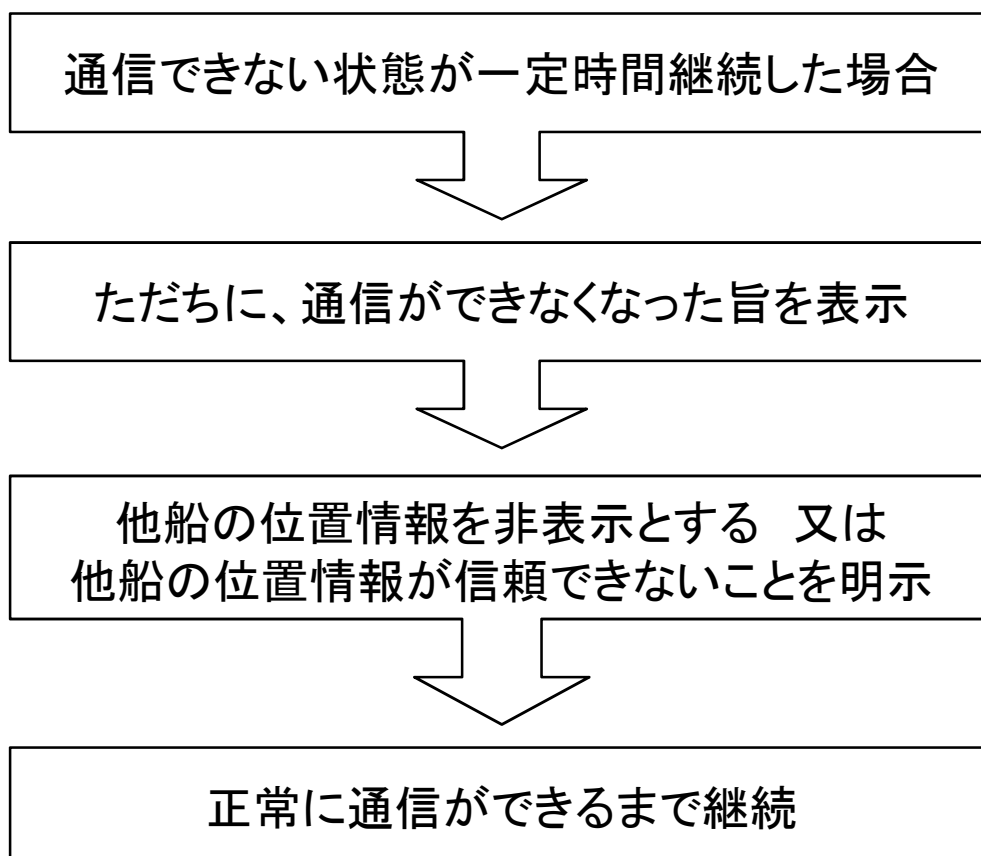 通信できない状態が一定時間継続した場合
ただちに、通信ができなくなった旨を表示
他船の位置情報を非表示とする　又は
他船の位置情報が信頼できないことを明示
正常に通信ができるまで継続